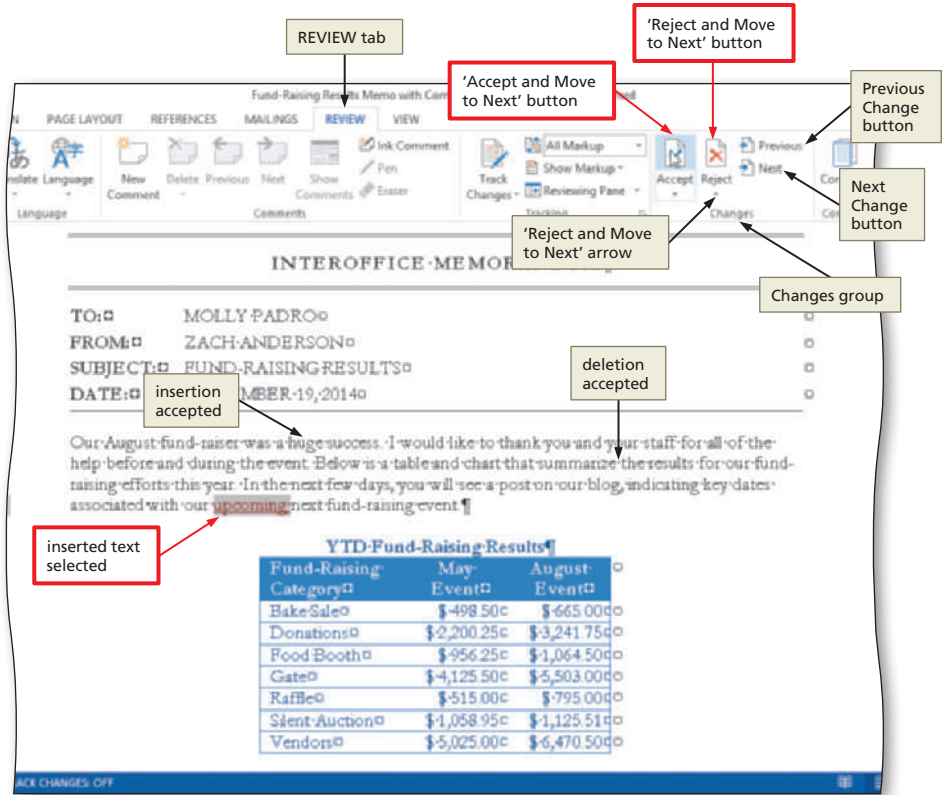 REVIEW tab
'Reject and Move
to Next' button
'Accept and Move
to Next' button
Previous
Change
button
Fund-Raising Results Memo with
PAGE LAYOUT REFERENCES MAILINGS REVIEW VIEW
Language
New
Comment
Delete Previous Next
Show
Comments
Ink Comment
Pen
Eraser
Track
Changes
All Markup
Show Markup
Reviewing Pane
Accept Reject
Previous
Next
Language Comments Tracking Changes
Next
Change
button
'Reject and Move
to Next' arrow
Changes group
INTEROFFICE·
TO: MOLLY·PADRO
FROM: ZACH·ANDERSON
SUBJECT: FUND-RAISING·RESULTS
DATE: 19,·2014
insertion
accepted
deletion
accepted
Our·August·fund-raiser·was·a·huge·success.·I·would·like·to·thank·you·and·your·staff·for·all·of·the·
help·before·and·during·the·event.·Below·is·a·table·and·chart·that·summarize·the·results·for·our·fund-
raising·efforts·this·year.·In·the·next·few·days,·you·will·see·a·post·on·our·blog,·indicating·key·dates·
associated·with·our·upcoming·next·fund-raising·event.¶
inserted text
selected
YTD·Fund-Raising·Results¶
Fund-Raising· May· August·
Category¤ Event¤ Event¤
Bake·Sale¤ $·498.50 $·665.00
Donations¤ $·2,200.25 $·3,241.75
Food·Booth¤ $·956.25 $·1,064.50
Gate¤ $·4,125.50 $·5,503.00
Raffle¤ $·515.00 $·795.00
Silent·Auction¤ $·1,058.95 $·1,125.51
Vendors¤ $·5,025.00 $·6,470.50
ACK CHANGES: OFF